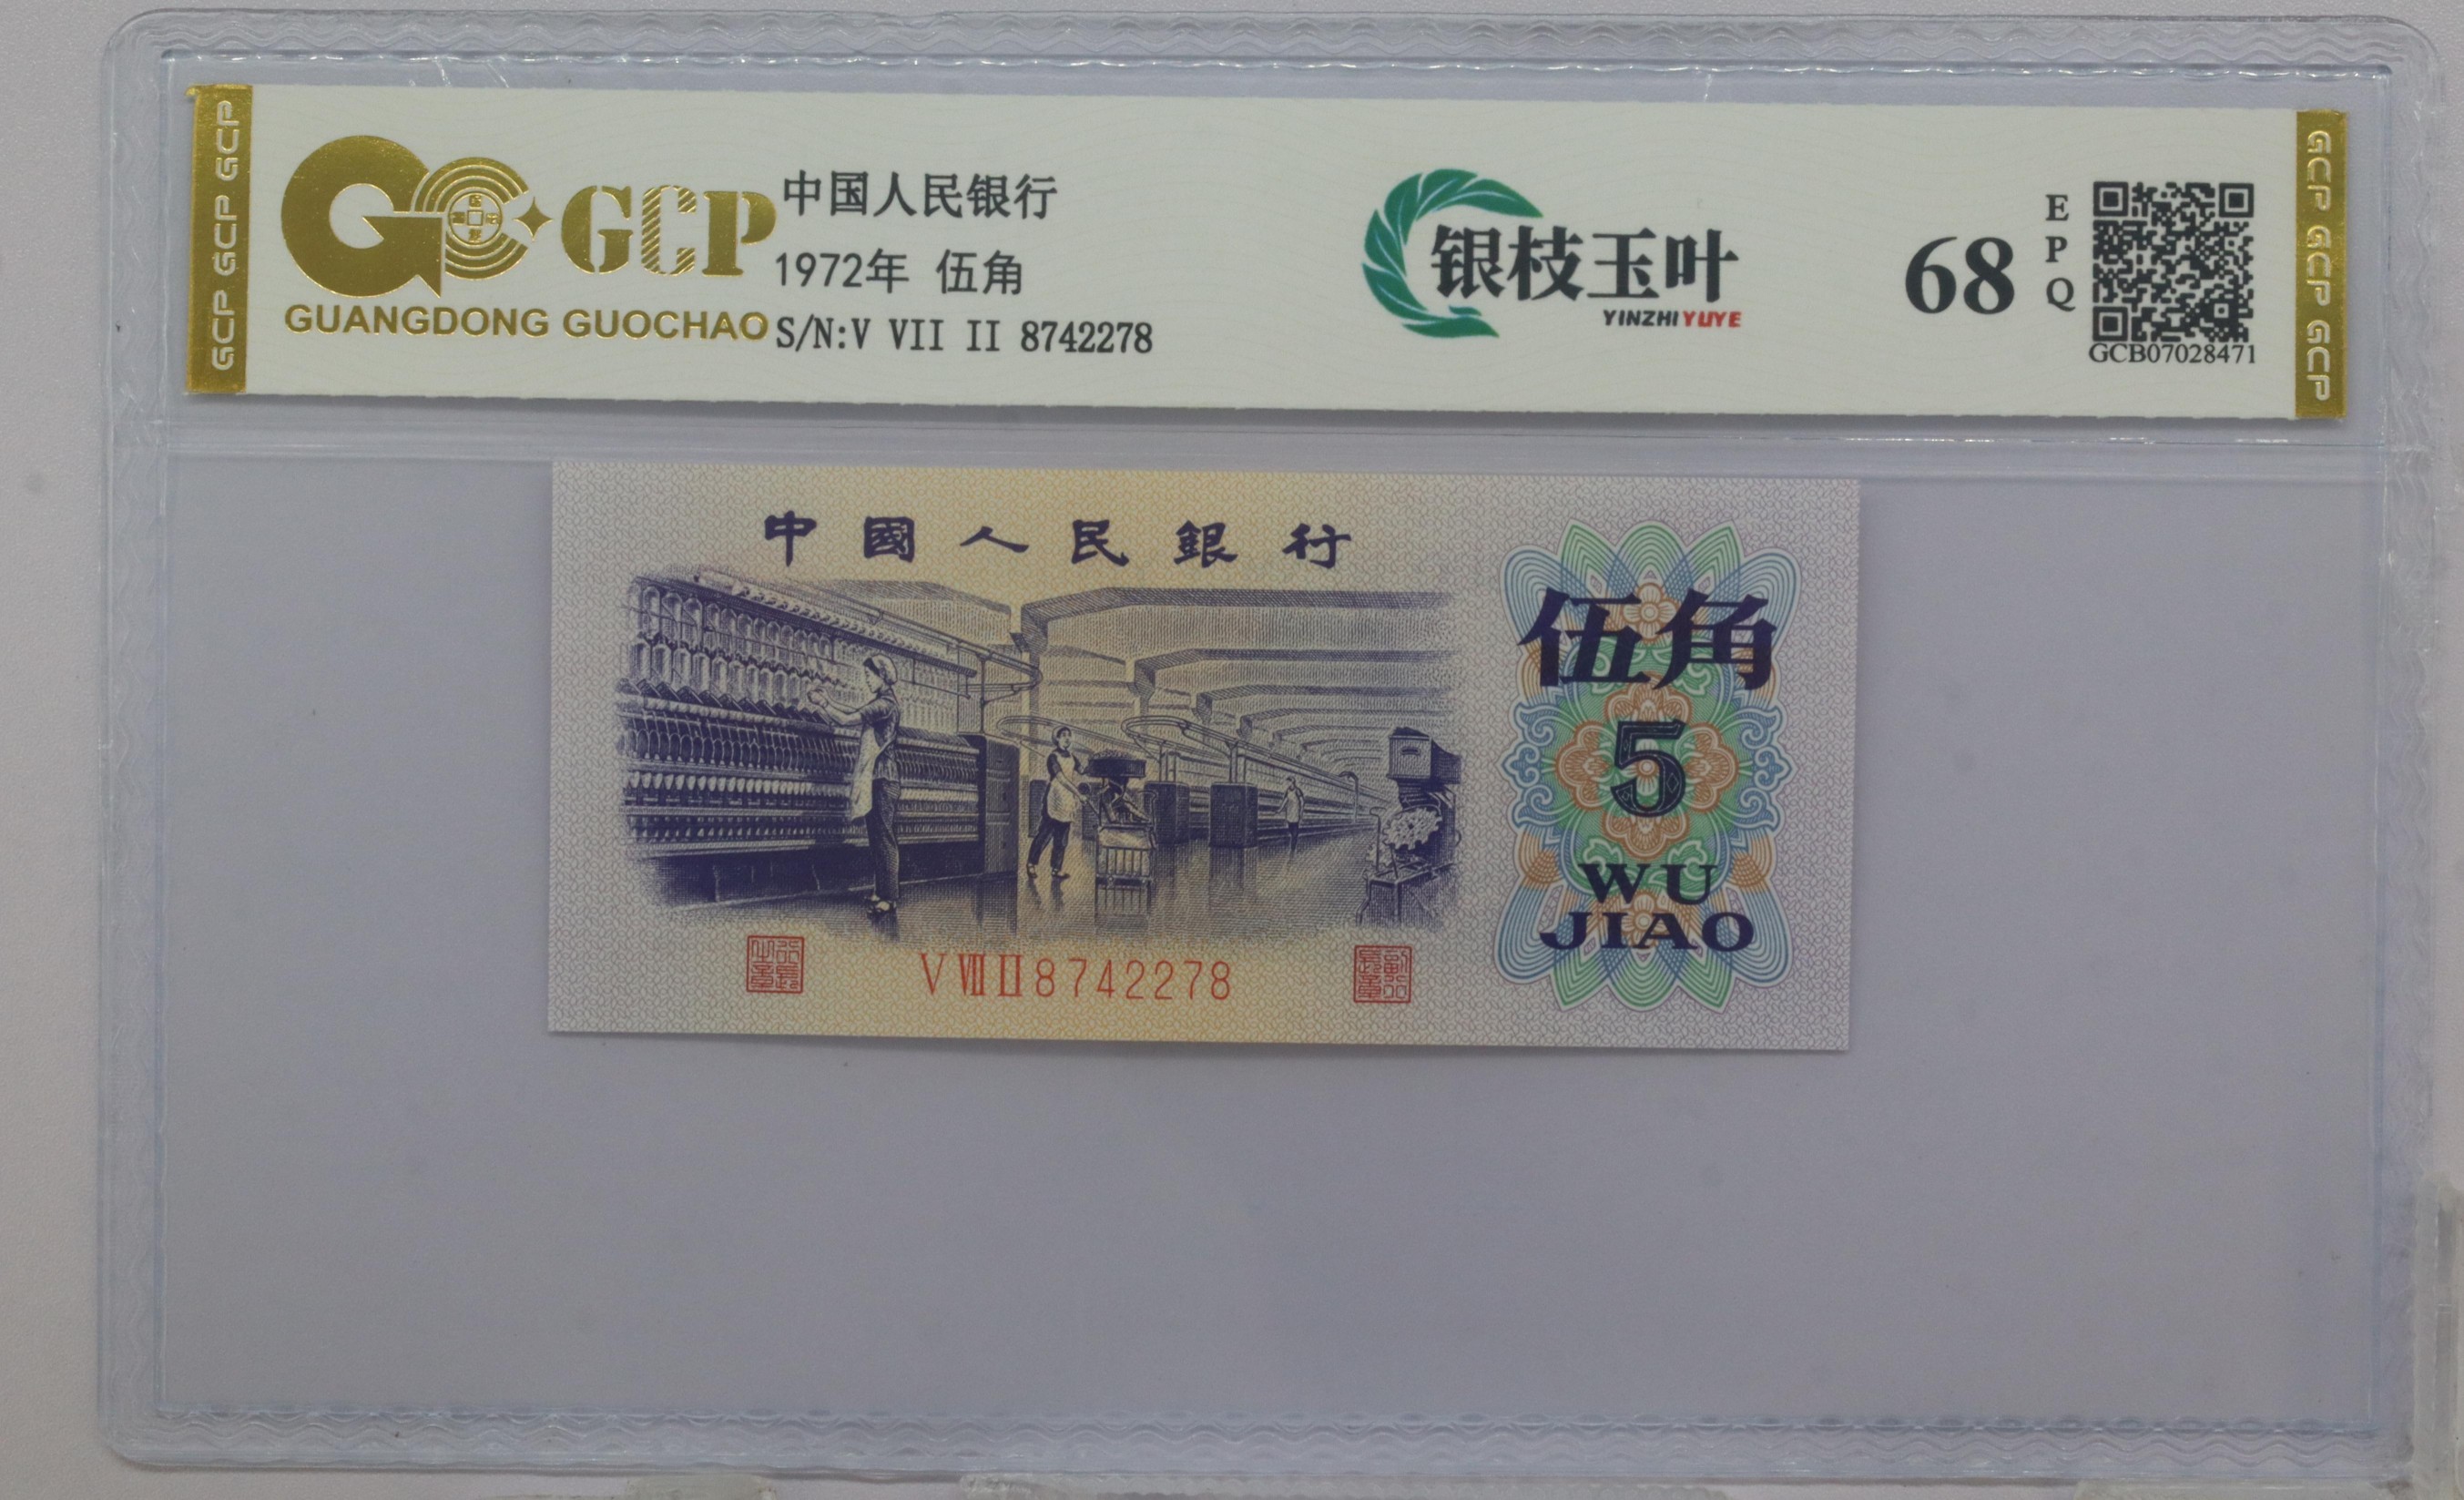 GCP GCP GCP
GCP
GUANGDONG GUOCHAO
中国人民银行
1972年 伍角
S/N:V VII II 8742278
银枝玉叶
YINZHIYUYE
68
EPQ
GCB07028471
GCP GCP GCP
中國人民銀行
伍角
5
WU
JIAO
V VII II 8742278